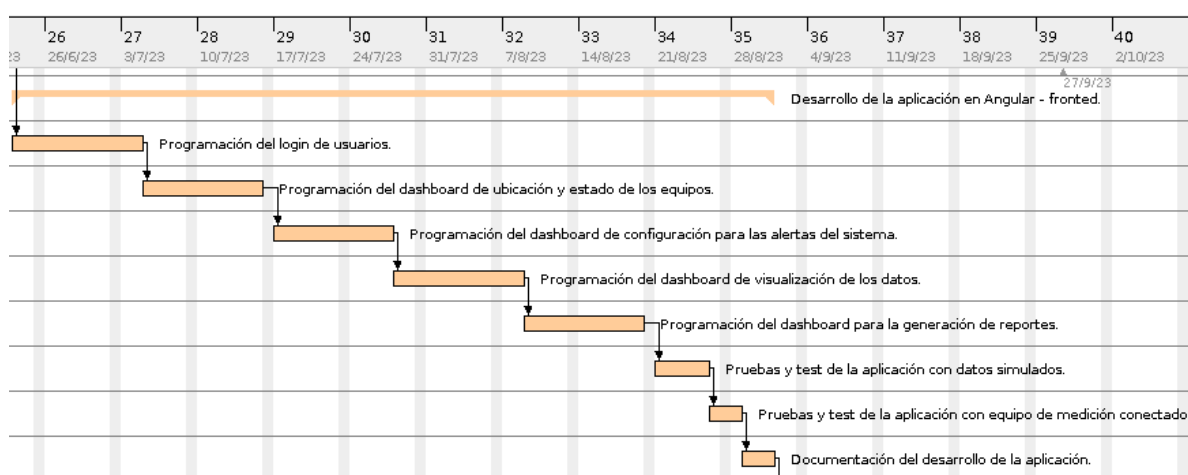 26 27 28 29 30 31 32 33 34 35 36 37 38 39 40
23 26/6/23 3/7/23 10/7/23 17/7/23 24/7/23 31/7/23 7/8/23 14/8/23 21/8/23 28/8/23 4/9/23 11/9/23 18/9/23 25/9/23 2/10/23
27/9/23
Desarrollo de la aplicación en Angular - fronted.
Programación del login de usuarios.
Programación del dashboard de ubicación y estado de los equipos.
Programación del dashboard de configuración para las alertas del sistema.
Programación del dashboard de visualización de los datos.
Programación del dashboard para la generación de reportes.
Pruebas y test de la aplicación con datos simulados.
Pruebas y test de la aplicación con equipo de medición conectado
Documentación del desarrollo de la aplicación.